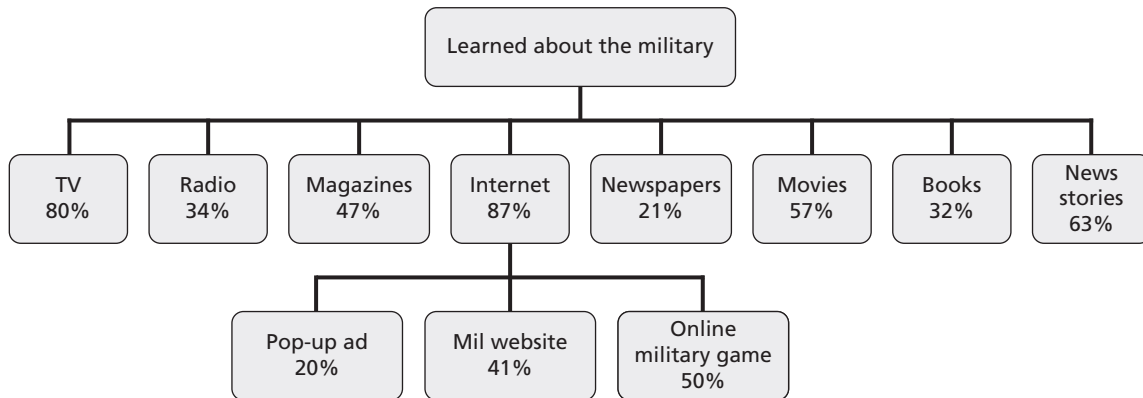 Learned about the military
TV
80%
Radio
34%
Magazines
47%
Internet
87%
Newspapers
21%
Movies
57%
Books
32%
News
stories
63%
Pop-up ad
20%
Mil website
41%
Online
military game
50%